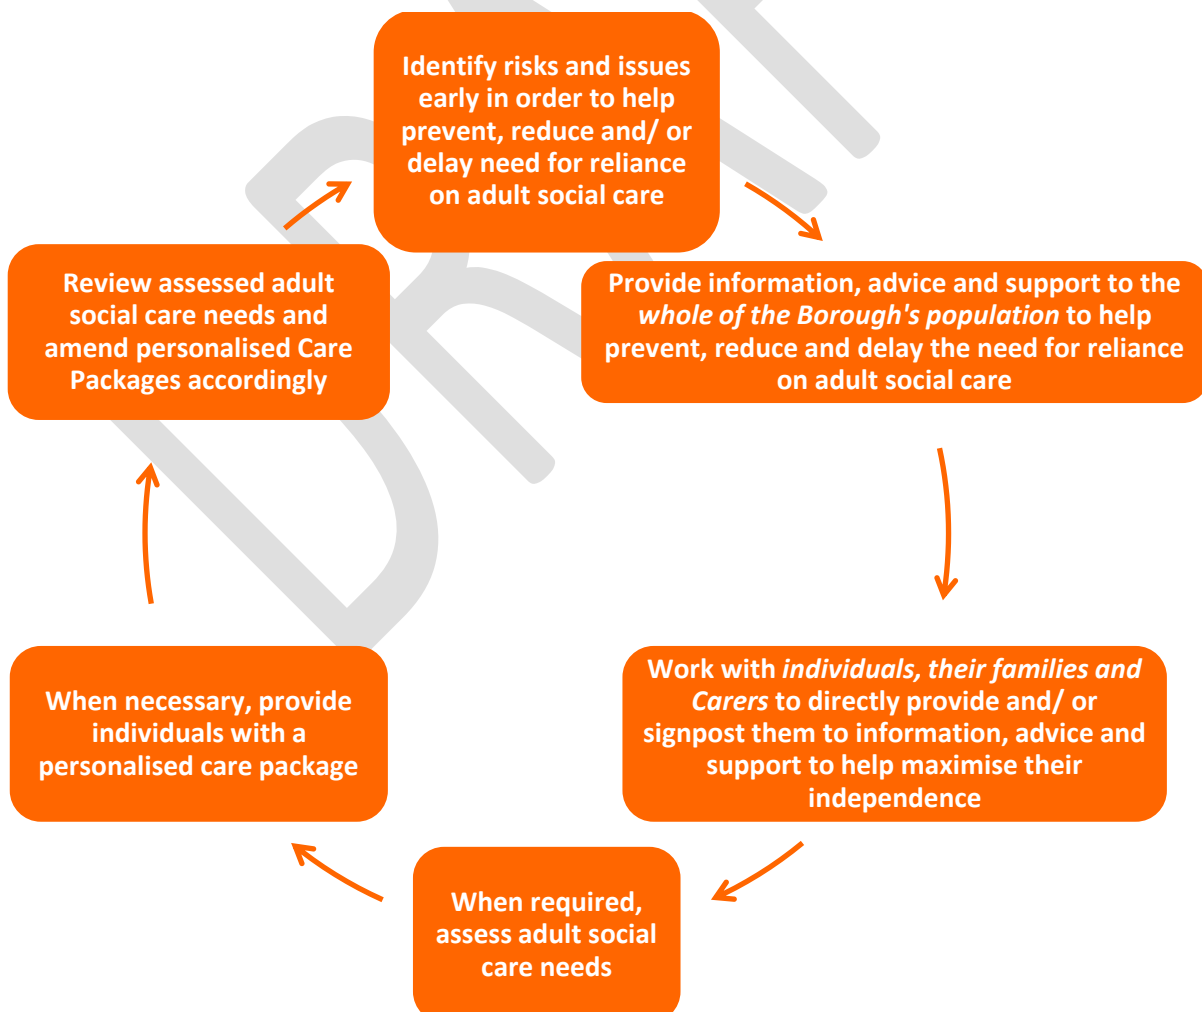 Identify risks and issues
early in order to help
prevent, reduce and/ or
delay need for reliance
on adult social care
Provide information, advice and support to the
whole of the Borough's population to help
prevent, reduce and delay the need for reliance
on adult social care
Work with individuals, their families and
Carers to directly provide and/ or
signpost them to information, advice and
support to help maximise their
independence
When required,
assess adult social
care needs
When necessary, provide
individuals with a
personalised care package
Review assessed adult
social care needs and
amend personalised Care
Packages accordingly